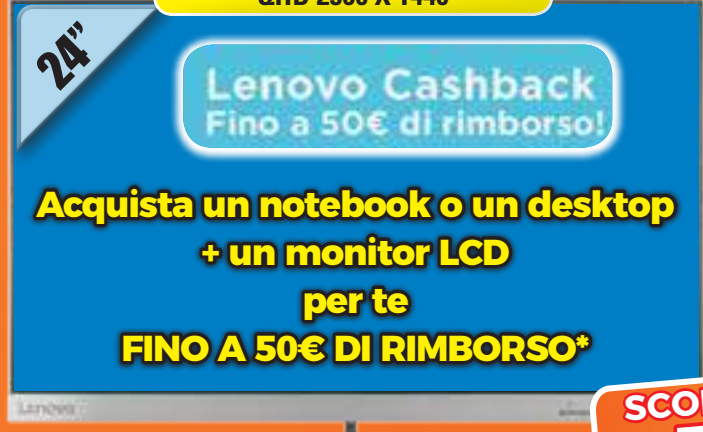 24”
Lenovo Cashback
Fino a 50€ di rimborso!
Acquista un notebook o un desktop
+ un monitor LCD
per te
FINO A 50€ DI RIMBORSO*
Lenovo